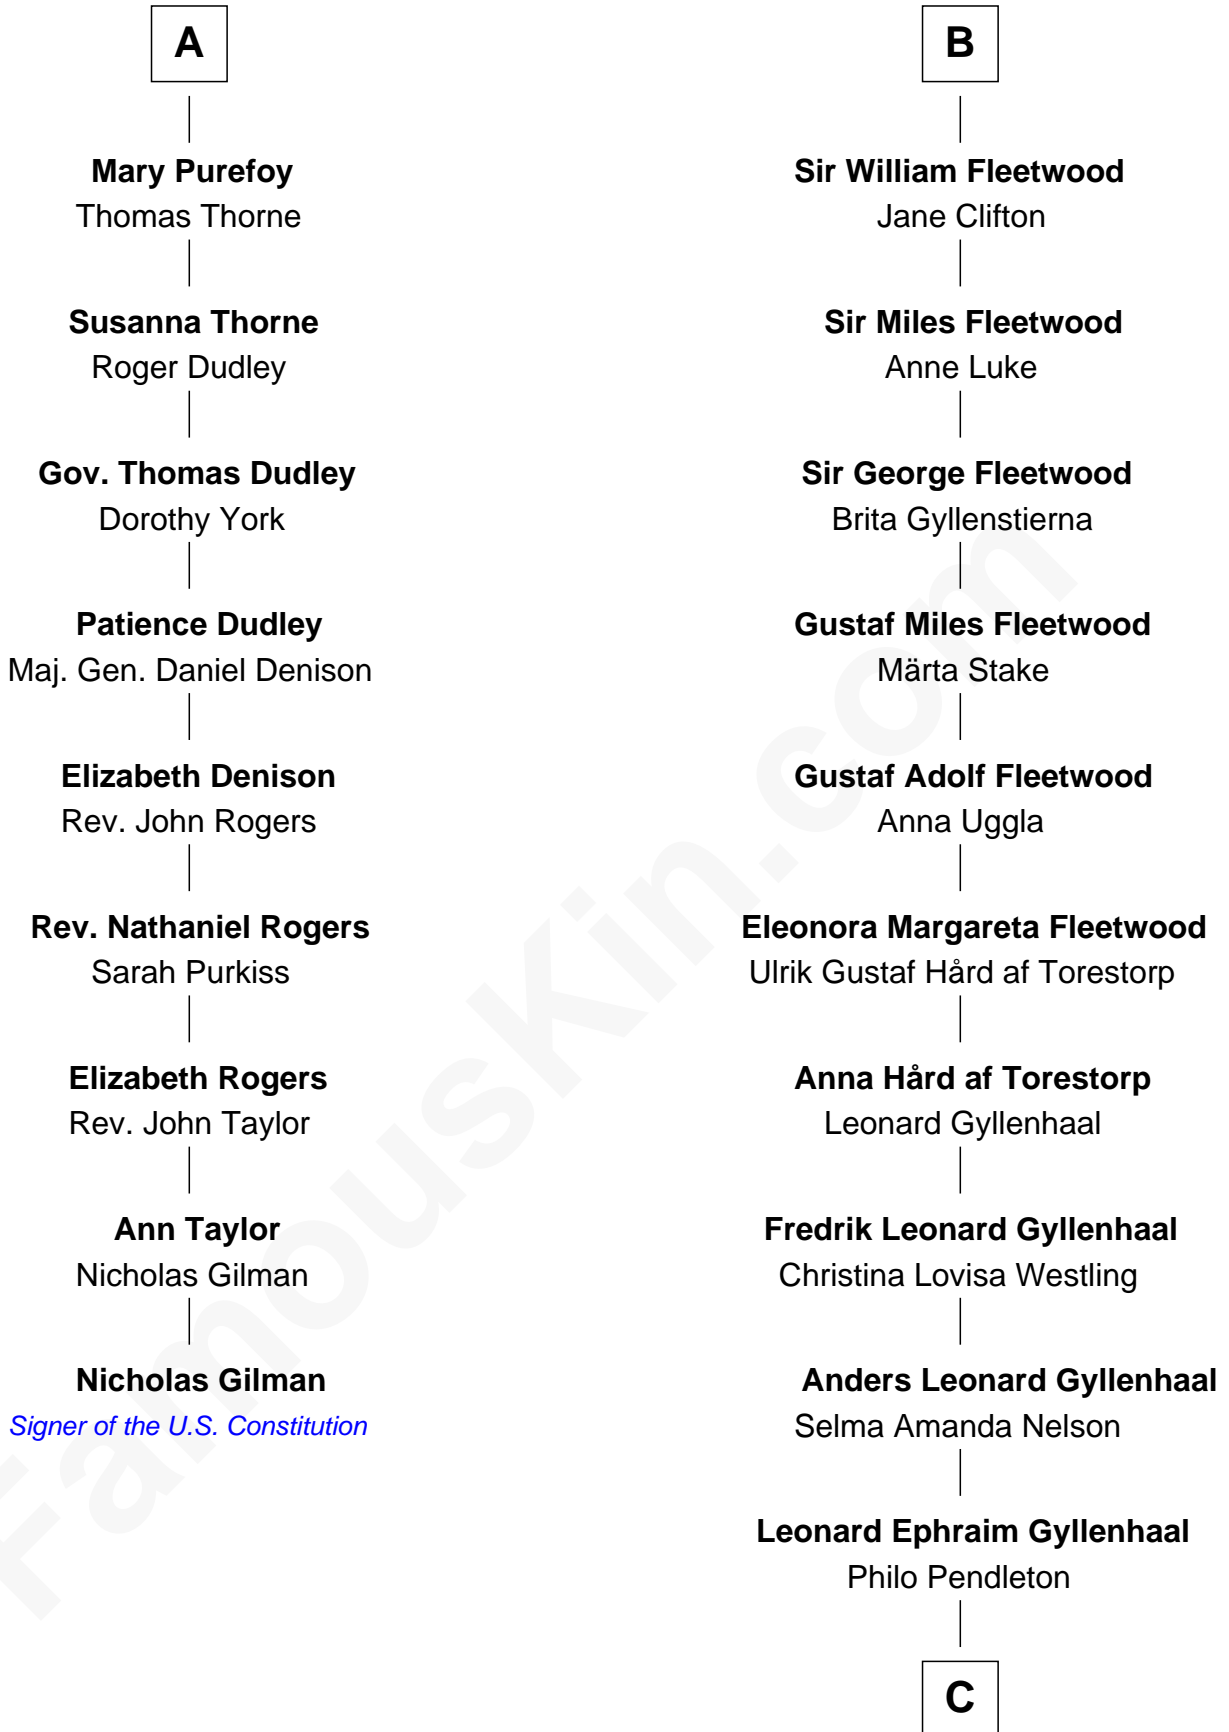 A
Mary Purefoy
Thomas Thorne
Susanna Thorne
Roger Dudley
Gov. Thomas Dudley
Dorothy York
Patience Dudley
Maj. Gen. Daniel Denison
Elizabeth Denison
Rev. John Rogers
Rev. Nathaniel Rogers
Sarah Purkiss
Elizabeth Rogers
Rev. John Taylor
Ann Taylor
Nicholas Gilman
Nicholas Gilman
Signer of the U.S. Constitution
B
Sir William Fleetwood
Jane Clifton
Sir Miles Fleetwood
Anne Luke
Sir George Fleetwood
Brita Gyllenstierna
Gustaf Miles Fleetwood
Märta Stake
Gustaf Adolf Fleetwood
Anna Uggla
Eleonora Margareta Fleetwood
Ulrik Gustaf Hård af Torestorp
Anna Hård af Torestorp
Leonard Gyllenhaal
Fredrik Leonard Gyllenhaal
Christina Lovisa Westling
Anders Leonard Gyllenhaal
Selma Amanda Nelson
Leonard Ephraim Gyllenhaal
Philo Pendleton
C
FamousKin.com